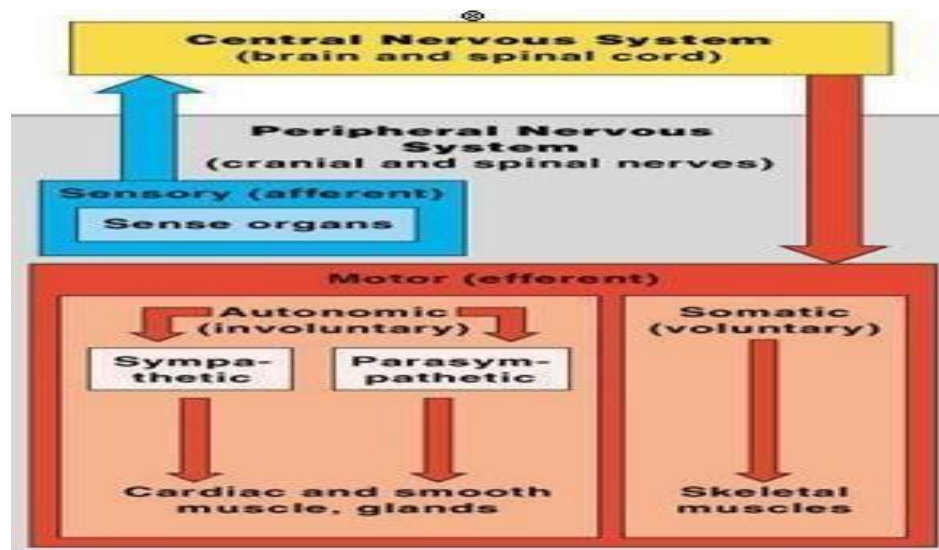 Central Nervous System
(brain and spinal cord)
Peripheral Nervous
System
(cranial and spinal nerves)
Sensory (afferent)
Sense organs
Motor (efferent)
Autonomic
(involuntary)
Sympa-
thetic
Parasym-
pathetic
Cardiac and smooth
muscle, glands
Somatic
(voluntary)
Skeletal
muscles